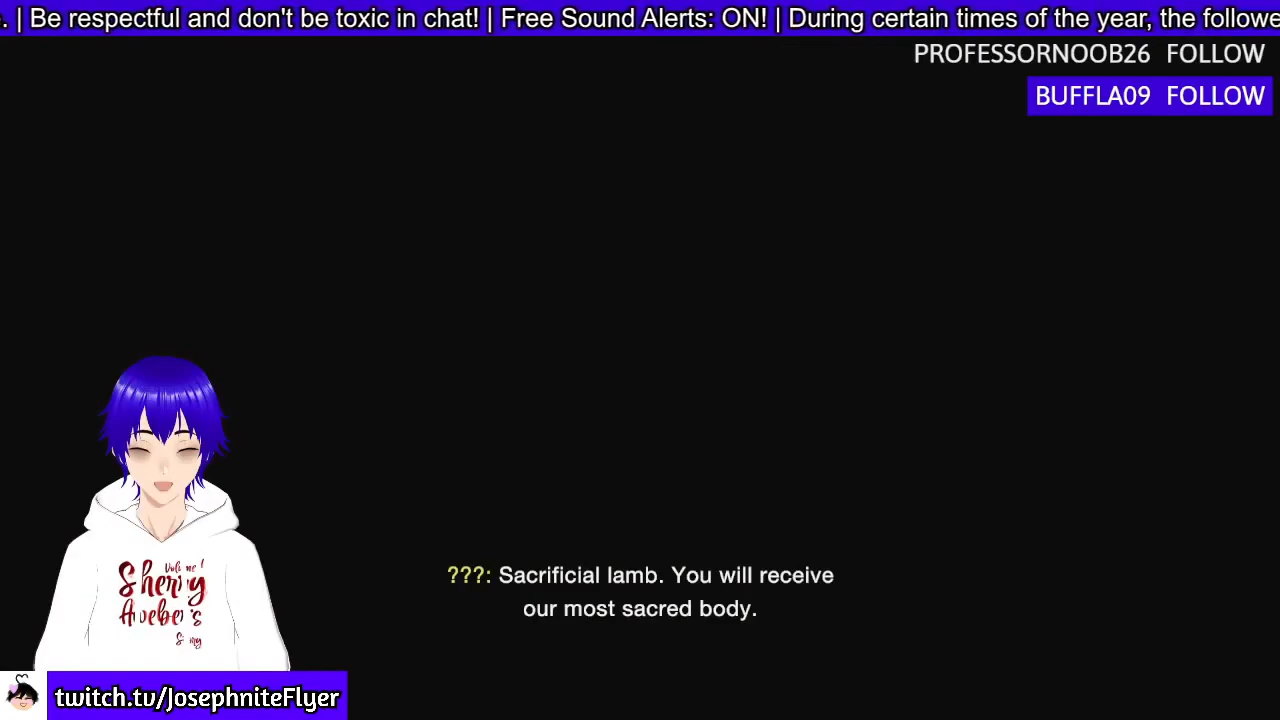 . | Be respectful and don't be toxic in chat! | Free Sound Alerts: ON! | During certain times of the year, the followe
PROFESSORNOOB26 FOLLOW
BUFFLA09 FOLLOW
Sherry
???: Sacrificial lamb. You will receive
our most sacred body.
twitch.tv/JosephniteFlyer